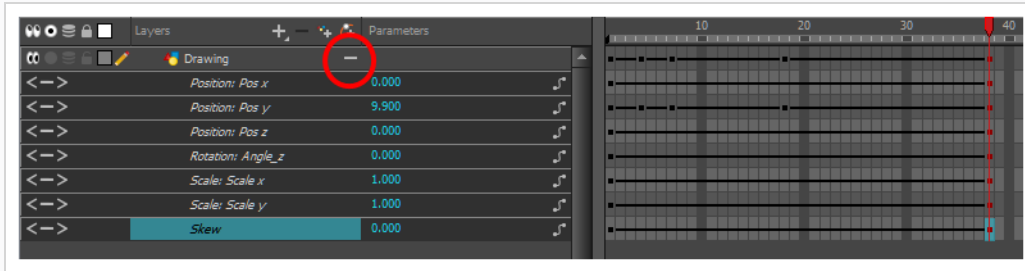 Layers Parameters 10 20 30 40
Drawing
Position: Pos x 0.000
Position: Pos y 9.900
Position: Pos z 0.000
Rotation: Angle_z 0.000
Scale: Scale x 1.000
Scale: Scale y 1.000
Skew 0.000